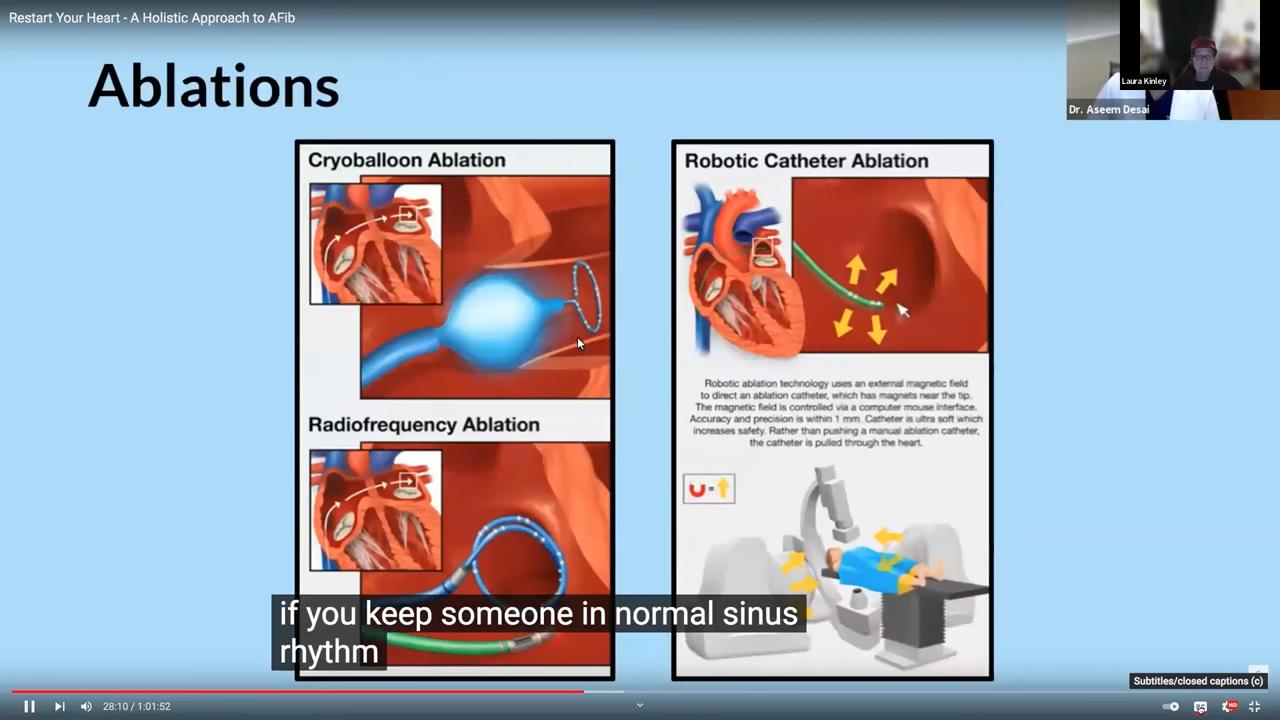 Restart Your Heart - A Holistic Approach to AFib
Laura Kinley
Dr. Aseem Desai
Ablations
Cryoballoon Ablation
Radiofrequency Ablation
Robotic Catheter Ablation
Robotic ablation technology uses an external magnetic field
to direct an ablation catheter, which has magnets near the tip.
The magnetic field is controlled via a computer mouse interface.
Accuracy and precision is within 1 mm. Catheter is ultra soft which
increases safety. Rather than pushing a manual ablation catheter,
the catheter is pulled through the heart.
if you keep someone in normal sinus
rhythm
Subtitles/closed captions (c)
28:10 / 1:01:52
HD